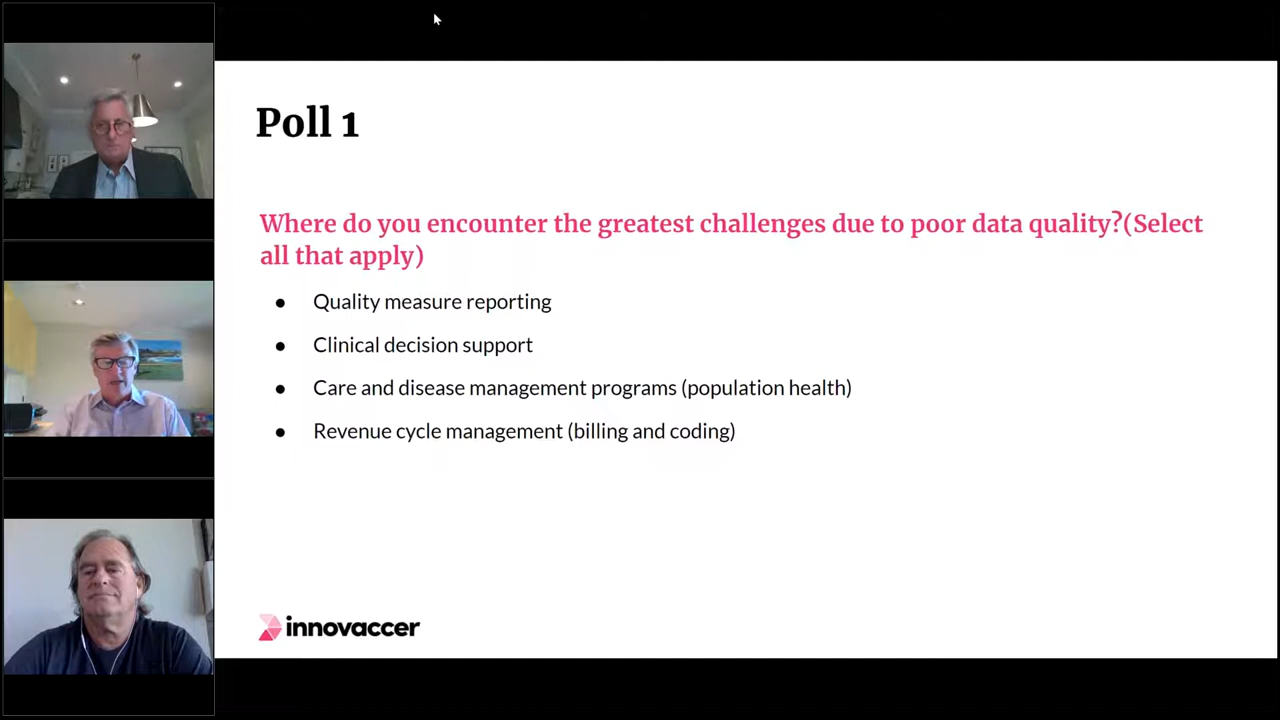 Poll 1
Where do you encounter the greatest challenges due to poor data quality?(Select
all that apply)
● Quality measure reporting
● Clinical decision support
● Care and disease management programs (population health)
● Revenue cycle management (billing and coding)
innovaccer